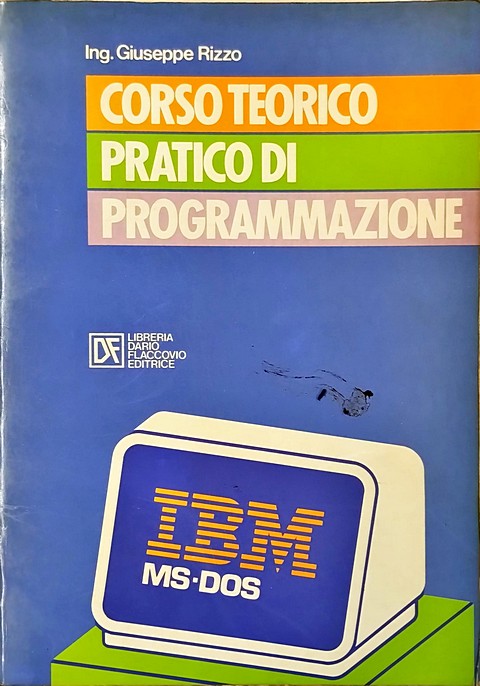 Ing. Giuseppe Rizzo
CORSO TEORICO
PRATICO DI
PROGRAMMAZIONE
DF
LIBRERIA
DARIO
FLACCOVIO
EDITRICE
IBM
MS-DOS